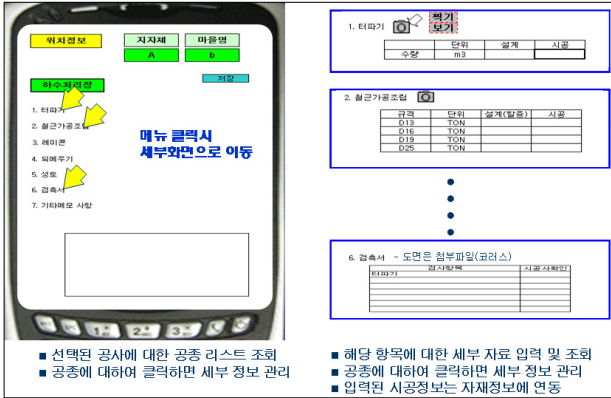 위치정보
지자체
마을명
A
b
저장
하수처리장
1. 터파기
2. 철근가공조립
3. 레미콘
4. 되메우기
5. 성토
6. 검측서
7. 기타메모 사항
메뉴 클릭시
세부화면으로 이동
1
2
3
■ 선택된 공사에 대한 공종 리스트 조회
■ 공종에 대하여 클릭하면 세부 정보 관리
1. 터파기
찍기
보기
단위 설계 시공
수량 m3
2. 철근가공조립
규격 단위 설계(할증) 시공
D13 TON
D16 TON
D19 TON
D25 TON
6. 검측서 - 도면은 첨부파일(코러스)
검사항목 시공사확인
터파기
■ 해당 항목에 대한 세부 자료 입력 및 조회
■ 공종에 대하여 클릭하면 세부 정보 관리
■ 입력된 시공정보는 자재정보에 연동